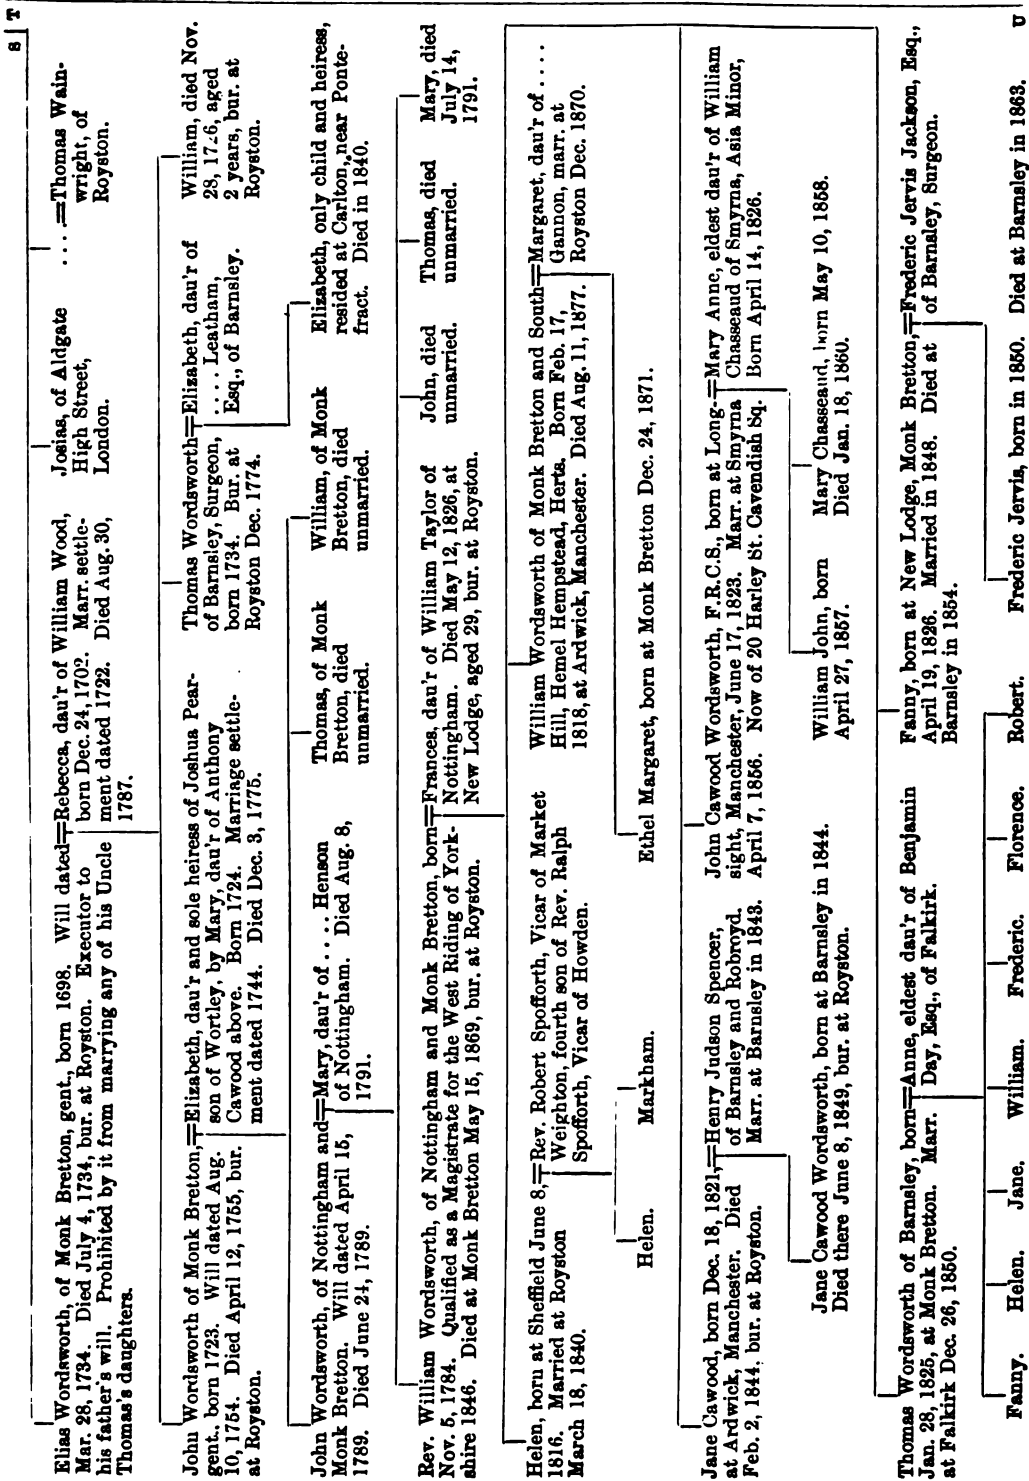 S | T
Elias Wordsworth, of Monk Bretton, gent., born 1698. Will dated
Mar. 28, 1734. Died July 4, 1734, bur. at Royston. Executor to
his father's will. Prohibited by it from marrying any of his Uncle
Thomas's daughters.
=Rebecca, dau'r of William Wood,
born Dec. 24, 1702. Marr. settle-
ment dated 1722. Died Aug. 30,
1787.
Josias, of Aldgate
High Street,
London.
....=Thomas Wain-
wright, of
Royston.
John Wordsworth of Monk Bretton,
gent., born 1723. Will dated Aug.
10, 1754. Died April 12, 1755, bur.
at Royston.
=Elizabeth, dau'r and sole heiress of Joshua Pear-
son of Wortley, by Mary, dau'r of Anthony
Cawood above. Born 1724. Marriage settle-
ment dated 1744. Died Dec. 3, 1775.
Thomas Wordsworth
of Barnsley, Surgeon,
born 1734. Bur. at
Royston Dec. 1774.
=Elizabeth, dau'r of
.... Leatham,
Esq., of Barnsley.
William, died Nov.
28, 1726, aged
2 years, bur. at
Royston.
John Wordsworth, of Nottingham and
Monk Bretton. Will dated April 15,
1789. Died June 24, 1789.
=Mary, dau'r of .... Henson
of Nottingham. Died Aug. 8,
1791.
Thomas, of Monk
Bretton, died
unmarried.
William, of Monk
Bretton, died
unmarried.
Elizabeth, only child and heiress,
resided at Carlton, near Ponte-
fract. Died in 1840.
Rev. William Wordsworth, of Nottingham and Monk Bretton, born
Nov. 5, 1784. Qualified as a Magistrate for the West Riding of York-
shire 1846. Died at Monk Bretton May 15, 1869, bur. at Royston.
=Frances, dau'r of William Taylor of
Nottingham. Died May 12, 1826, at
New Lodge, aged 29, bur. at Royston.
John, died
unmarried.
Thomas, died
unmarried.
Mary, died
July 14,
1791.
Helen, born at Sheffield June 8,
1816. Married at Royston
March 18, 1840.
=Rev. Robert Spofforth, Vicar of Market
Weighton, fourth son of Rev. Ralph
Spofforth, Vicar of Howden.
William Wordsworth of Monk Bretton and South
Hill, Hemel Hempstead, Herts. Born Feb. 17,
1818, at Ardwick, Manchester. Died Aug. 11, 1877.
=Margaret, dau'r of ....
Gannon, marr. at
Royston Dec. 1870.
Helen. Markham.
Ethel Margaret, born at Monk Bretton Dec. 24, 1871.
Jane Cawood, born Dec. 18, 1821,
at Ardwick, Manchester. Died
Feb. 2, 1844, bur. at Royston.
=Henry Judson Spencer,
of Barnsley and Robroyd.
Marr. at Barnsley in 1843.
John Cawood Wordsworth, F.R.C.S., born at Long-
sight, Manchester, June 17, 1823. Marr. at Smyrna
April 7, 1856. Now of 20 Harley St. Cavendish Sq.
=Mary Anne, eldest dau'r of William
Chasseaud of Smyrna, Asia Minor,
Born April 14, 1826.
Jane Cawood Wordsworth, born at Barnsley in 1844.
Died there June 8, 1849, bur. at Royston.
William John, born
April 27, 1857.
Mary Chasseaud, born May 10, 1858.
Died Jan. 18, 1860.
Thomas Wordsworth of Barnsley, born
Jan. 28, 1825, at Monk Bretton. Marr.
at Falkirk Dec. 26, 1850.
=Anne, eldest dau'r of Benjamin
Day, Esq., of Falkirk.
Fanny, born at New Lodge, Monk Bretton,
April 19, 1826. Married in 1848. Died at
Barnsley in 1854.
=Frederic Jervis Jackson, Esq.,
of Barnsley, Surgeon.
Fanny. Helen. Jane. William. Frederic. Florence. Robert.
Frederic Jervis, born in 1850. Died at Barnsley in 1863.
U